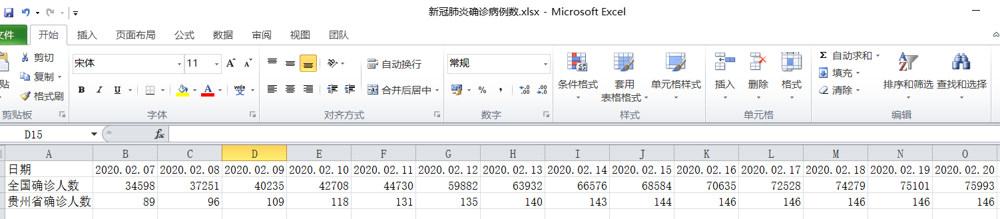 新冠肺炎确诊病例数.xlsx - Microsoft Excel
文件 开始 插入 页面布局 公式 数据 审阅 视图 团队
剪切 宋体 11 A A 自动换行 常规 Σ 自动求和
复制 条件格式 套用 单元格样式 插入 删除 格式 填充 排序和筛选 查找和选择
贴 格式刷 B I U A wén 文 合并后居中 % , .00 表格格式 清除
剪贴板 字体 对齐方式 数字 样式 单元格 编辑
D15 fx
A B C D E F G H I J K L M N O
日期 2020.02.07 2020.02.08 2020.02.09 2020.02.10 2020.02.11 2020.02.12 2020.02.13 2020.02.14 2020.02.15 2020.02.16 2020.02.17 2020.02.18 2020.02.19 2020.02.20
全国确诊人数 34598 37251 40235 42708 44730 59882 63932 66576 68584 70635 72528 74279 75101 75993
贵州省确诊人数 89 96 109 118 131 135 140 143 144 146 146 146 146 146